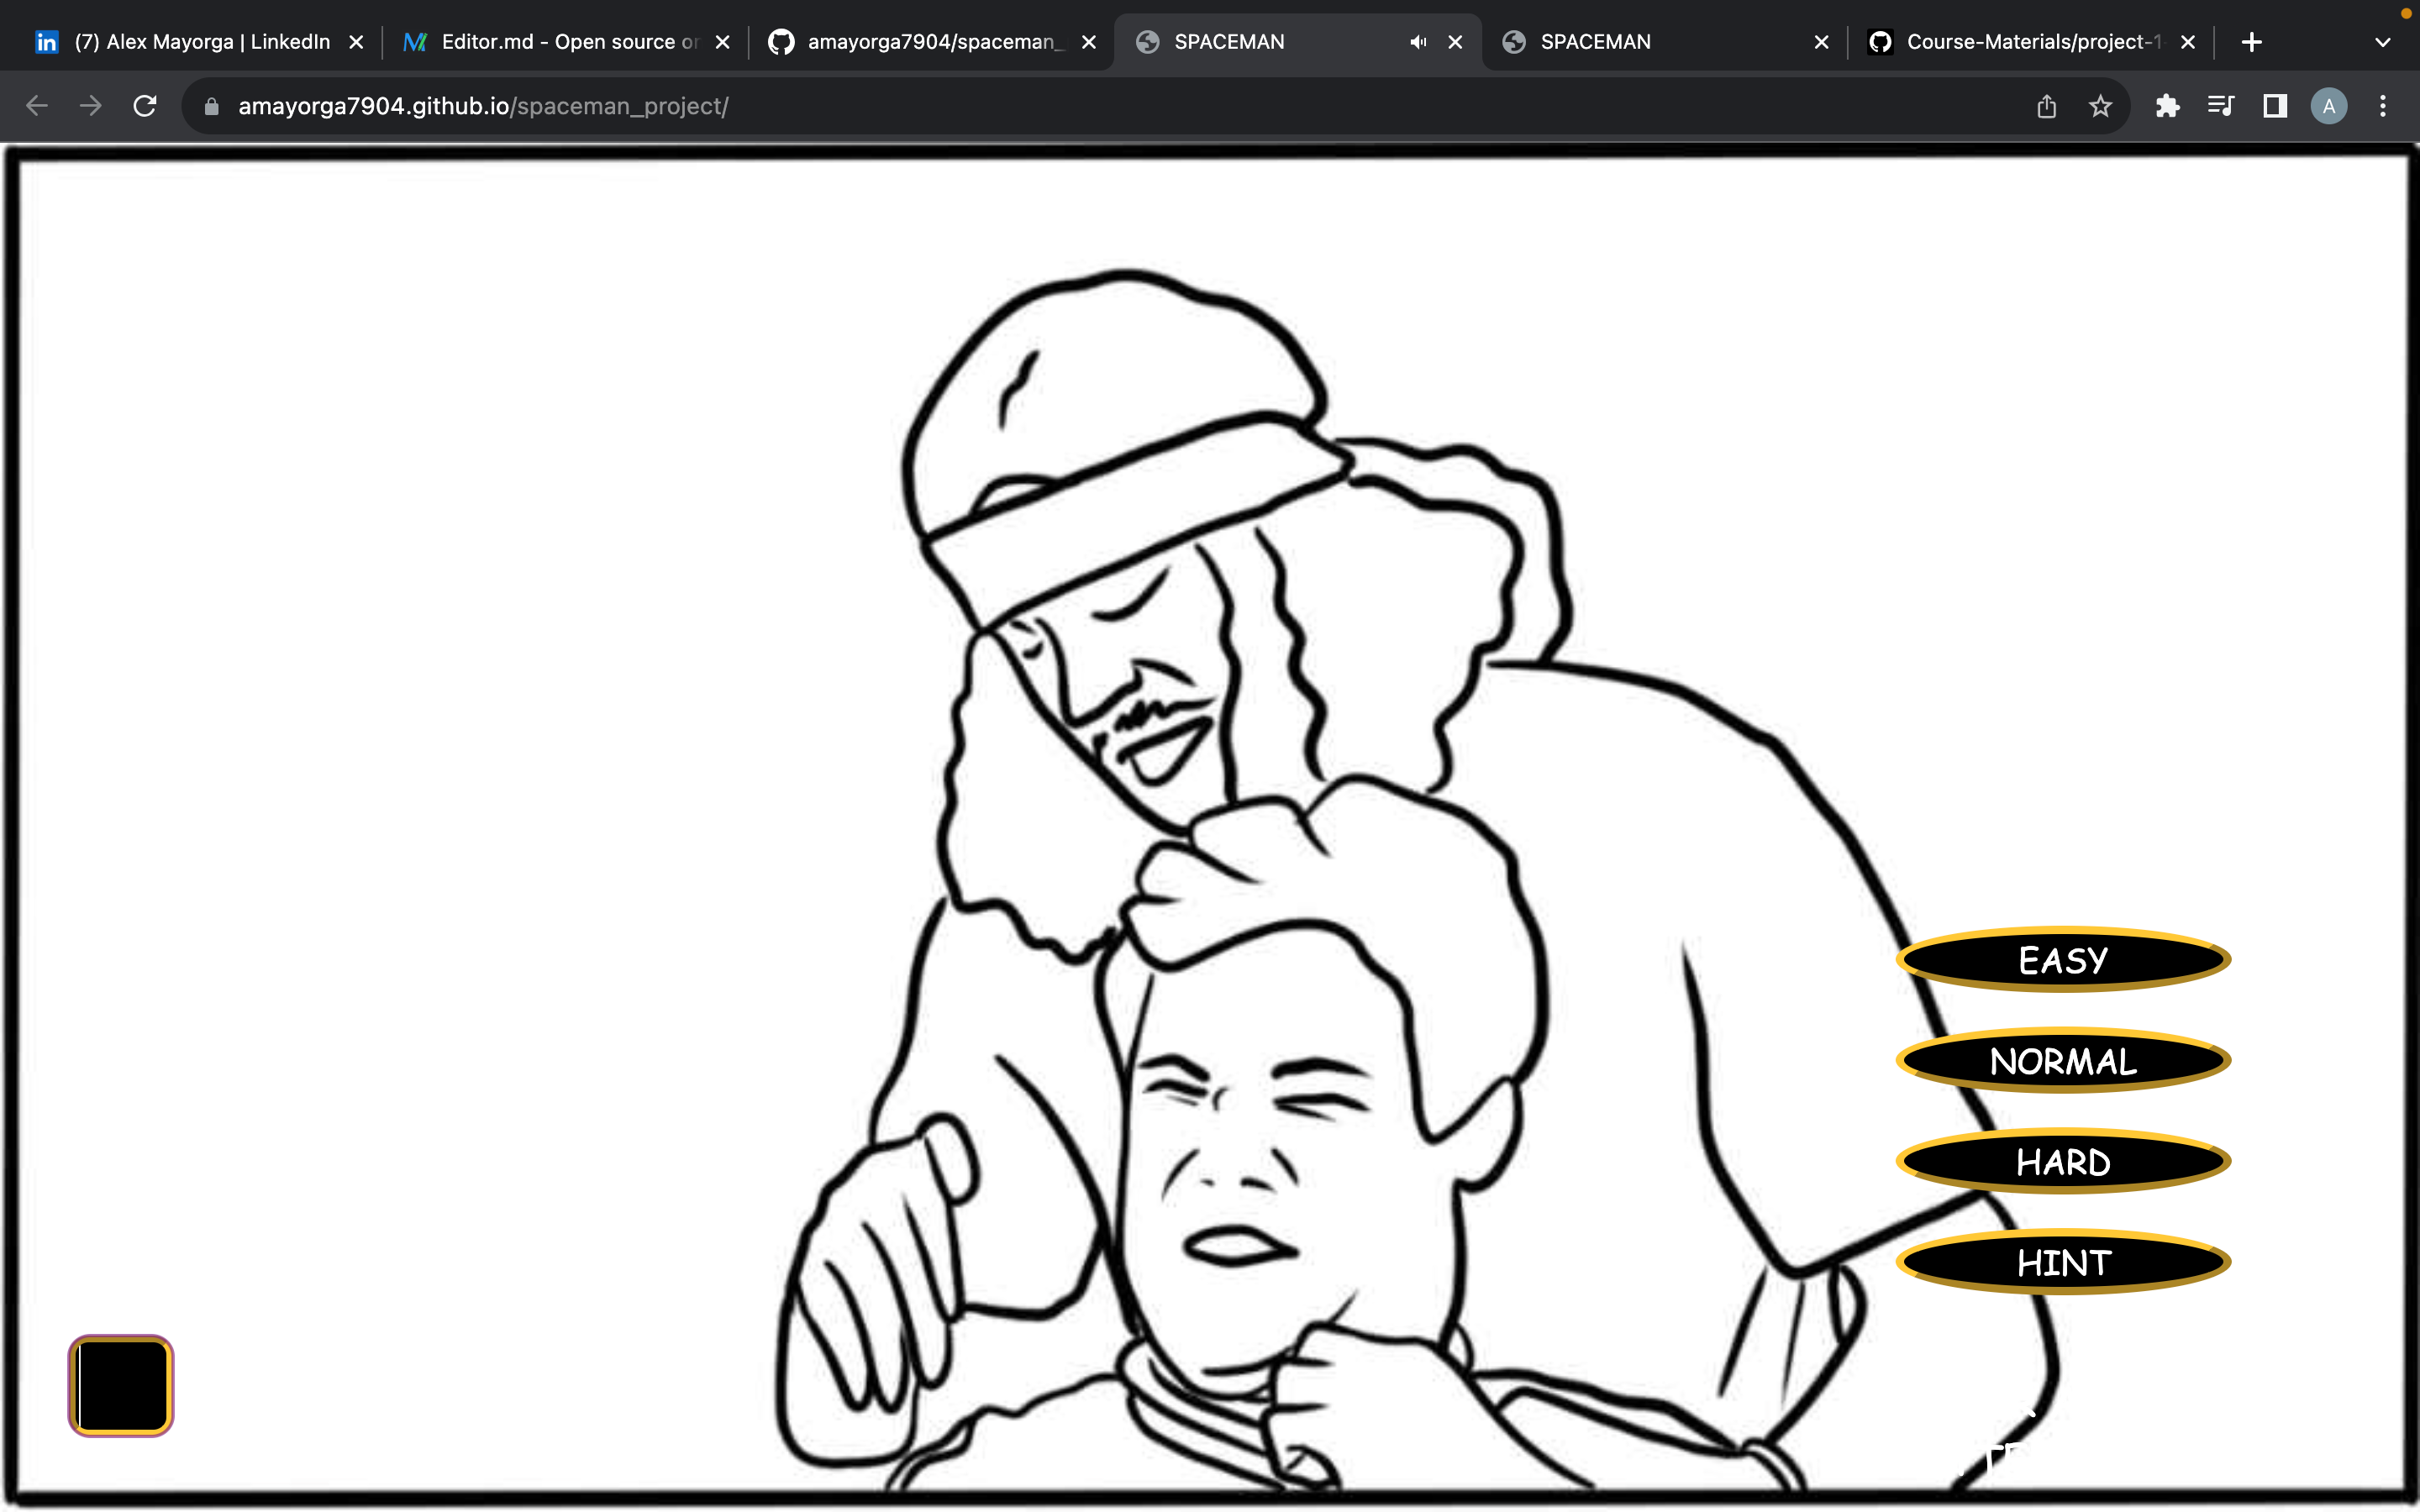 (7) Alex Mayorga | LinkedIn
Editor.md - Open source or
amayorga7904/spaceman_
SPACEMAN
SPACEMAN
Course-Materials/project-1
amayorga7904.github.io/spaceman_project/
A
EASY
NORMAL
HARD
HINT